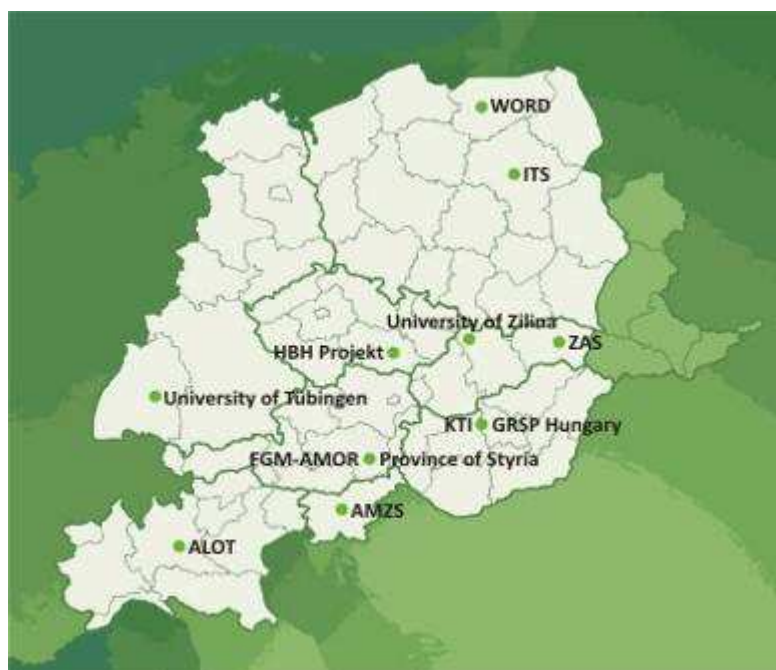 WORD
ITS
University of Zilina
HBH Projekt
ZAS
University of Tübingen
KTI GRSP Hungary
FGM-AMOR Province of Styria
AMZS
ALOT